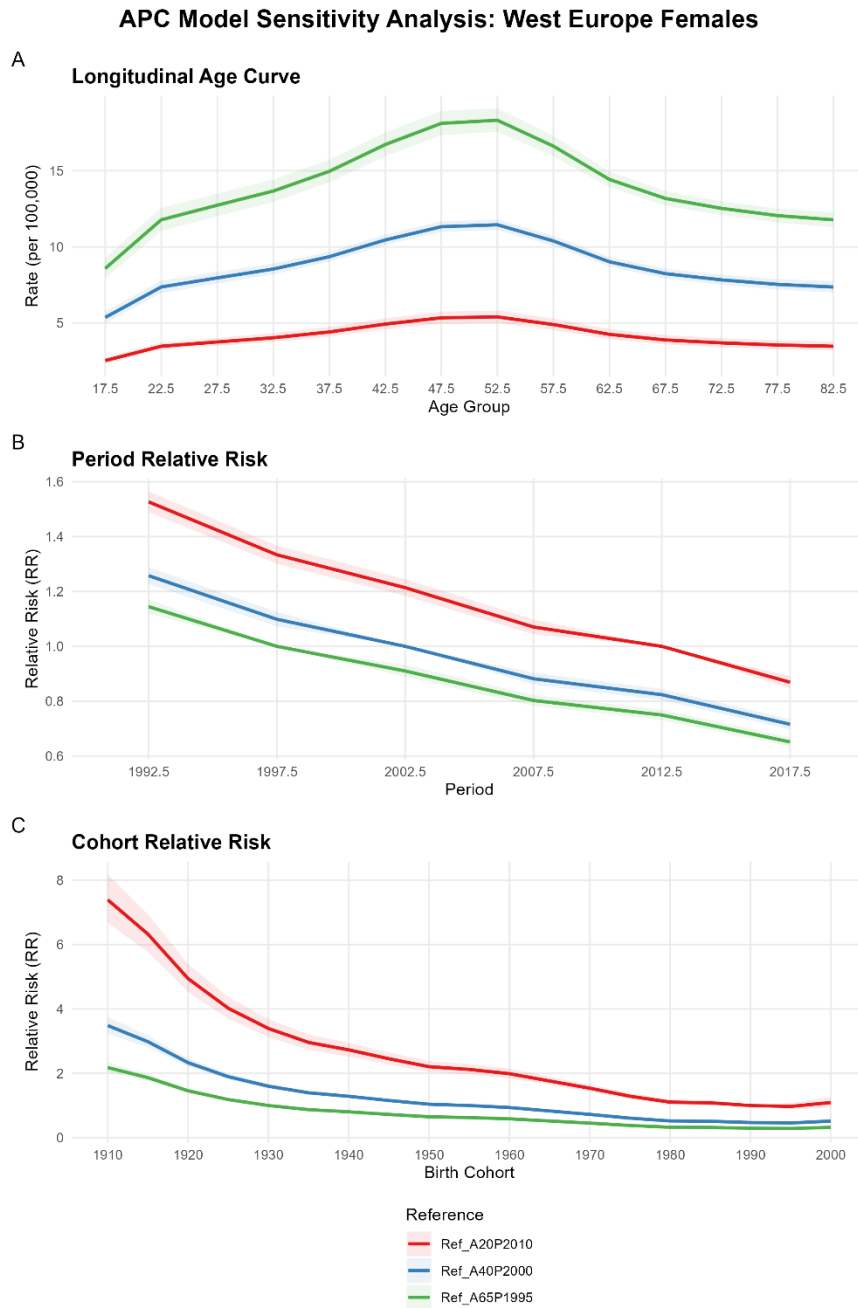 APC Model Sensitivity Analysis: West Europe Females
A
Longitudinal Age Curve
Rate (per 100,000)
15
10
5
17.5 22.5 27.5 32.5 37.5 42.5 47.5 52.5 57.5 62.5 67.5 72.5 77.5 82.5
Age Group
B
Period Relative Risk
Relative Risk (RR)
1.6
1.4
1.2
1.0
0.8
0.6
1992.5 1997.5 2002.5 2007.5 2012.5 2017.5
Period
C
Cohort Relative Risk
Relative Risk (RR)
8
6
4
2
0
1910 1920 1930 1940 1950 1960 1970 1980 1990 2000
Birth Cohort
Reference
Ref_A20P2010
Ref_A40P2000
Ref_A65P1995